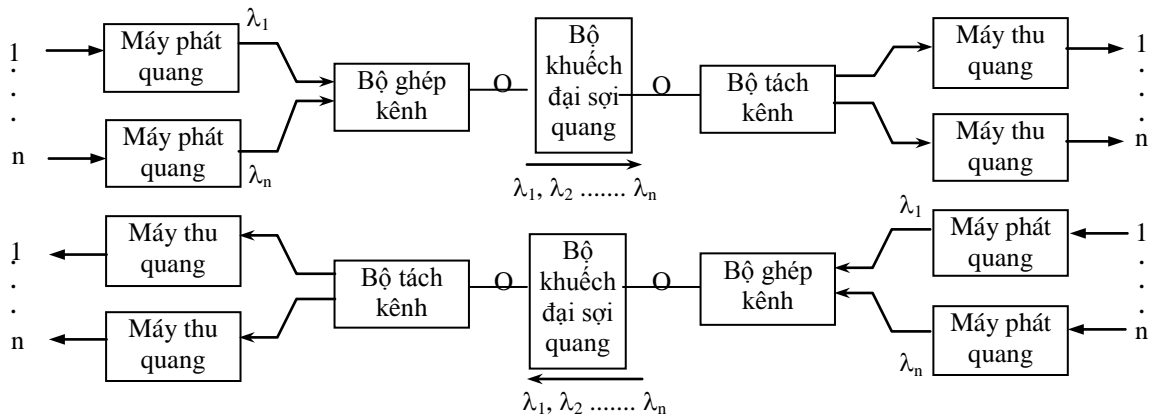 λ1
1
Máy phát
quang
.
.
.
.
n
Máy phát
quang
λn
Bộ ghép
kênh
O
Bộ
khuếch
đại sợi
quang
O
λ1, λ2 ....... λn
Bộ tách
kênh
Máy thu
quang
1
.
.
.
.
n
Máy thu
quang
1
.
.
.
.
n
Máy thu
quang
Máy thu
quang
Bộ tách
kênh
O
Bộ
khuếch
đại sợi
quang
O
λ1, λ2 ....... λn
Bộ ghép
kênh
λ1
Máy phát
quang
1
.
.
.
.
n
λn
Máy phát
quang